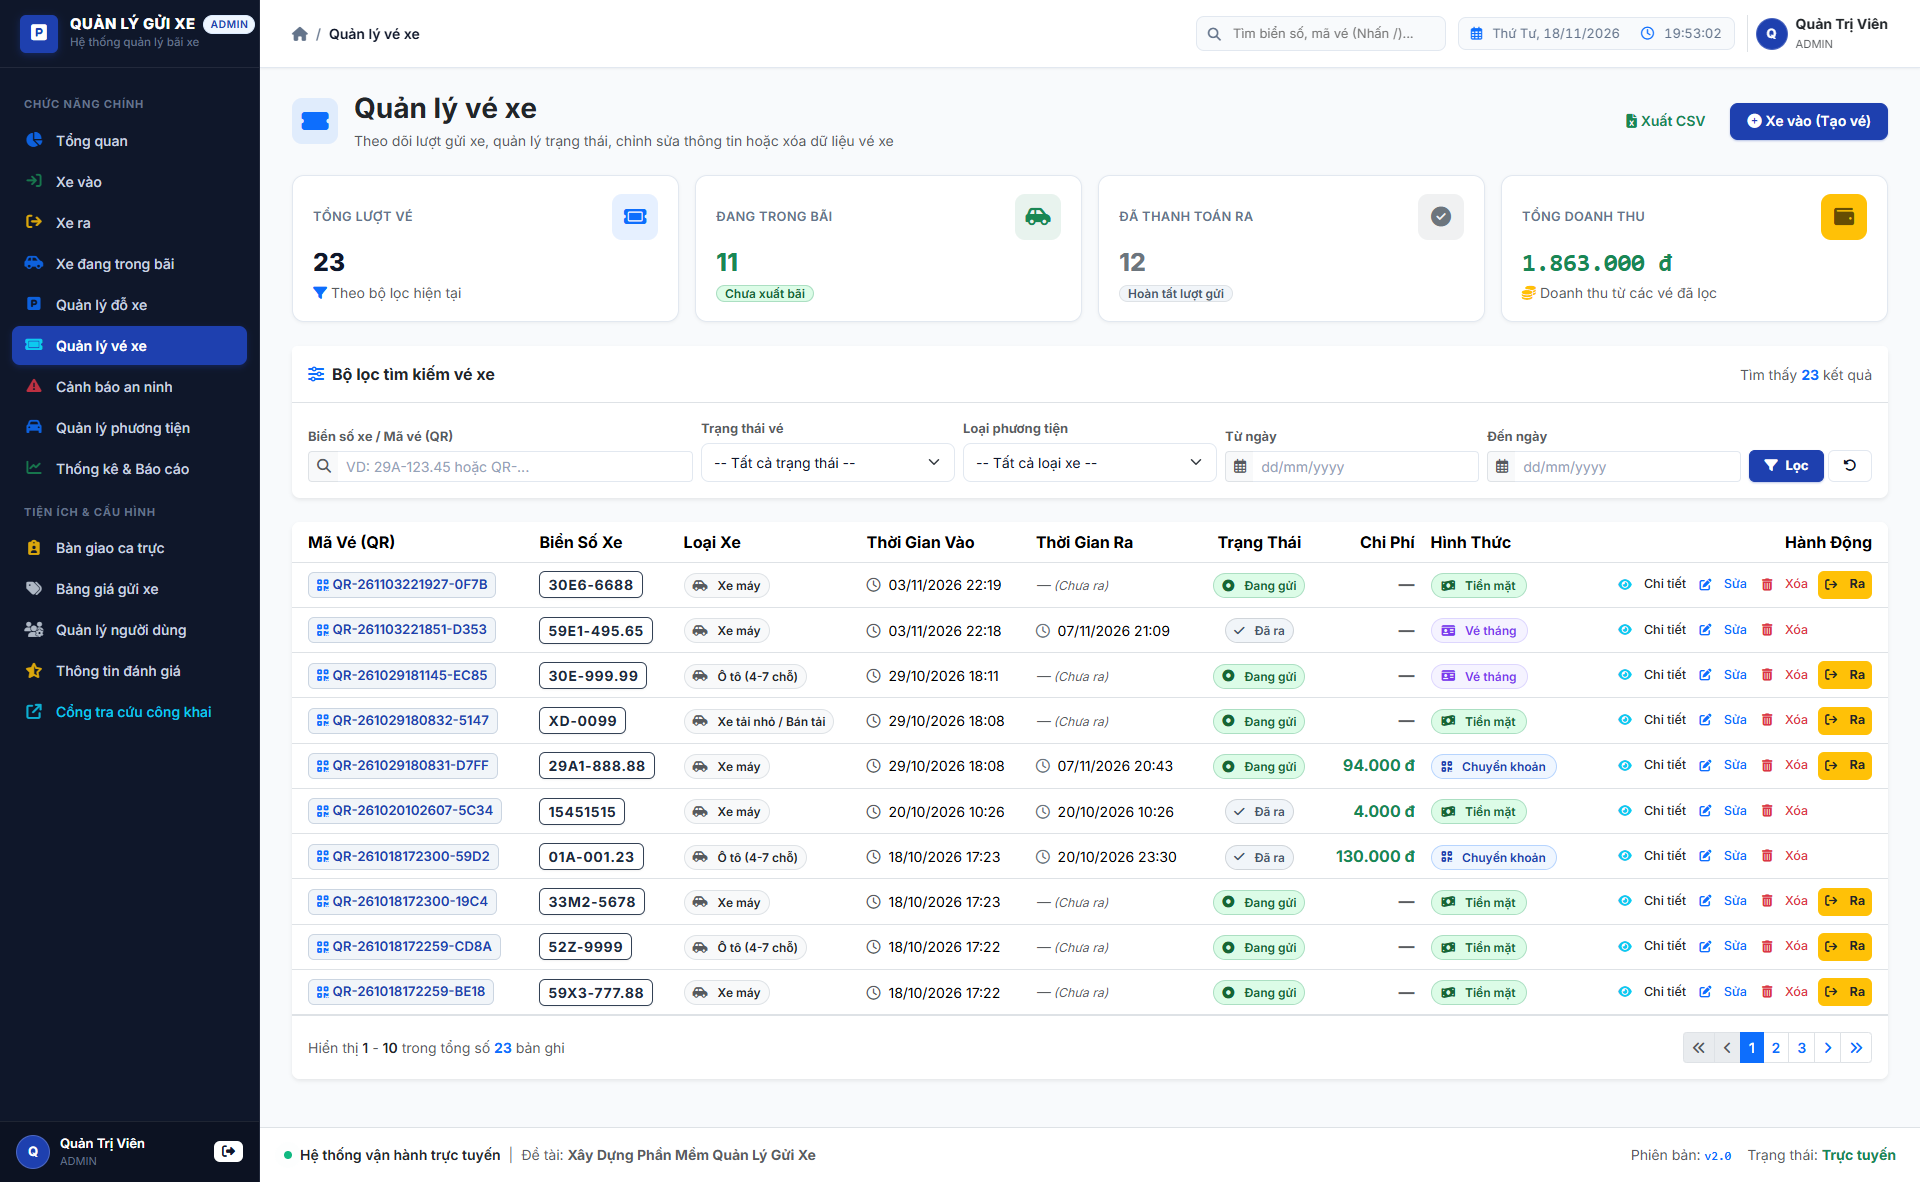 QUẢN LÝ GỬI XE ADMIN
Hệ thống quản lý bãi xe
CHỨC NĂNG CHÍNH
Tổng quan
Xe vào
Xe ra
Xe đang trong bãi
Quản lý đỗ xe
Quản lý vé xe
Cảnh báo an ninh
Quản lý phương tiện
Thống kê & Báo cáo
TIỆN ÍCH & CẤU HÌNH
Bàn giao ca trực
Bảng giá gửi xe
Quản lý người dùng
Thông tin đánh giá
Cổng tra cứu công khai
Q Quản Trị Viên
ADMIN
/ Quản lý vé xe
Tìm biển số, mã vé (Nhấn /)...
Thứ Tư, 18/11/2026 19:53:02
Q Quản Trị Viên
ADMIN
Quản lý vé xe
Theo dõi lượt gửi xe, quản lý trạng thái, chỉnh sửa thông tin hoặc xóa dữ liệu vé xe
Xuất CSV
Xe vào (Tạo vé)
TỔNG LƯỢT VÉ
23
Theo bộ lọc hiện tại
ĐANG TRONG BÃI
11
Chưa xuất bãi
ĐÃ THANH TOÁN RA
12
Hoàn tất lượt gửi
TỔNG DOANH THU
1.863.000 đ
Doanh thu từ các vé đã lọc
Bộ lọc tìm kiếm vé xe
Tìm thấy 23 kết quả
Biển số xe / Mã vé (QR)
VD: 29A-123.45 hoặc QR-...
Trạng thái vé
-- Tất cả trạng thái --
Loại phương tiện
-- Tất cả loại xe --
Từ ngày
dd/mm/yyyy
Đến ngày
dd/mm/yyyy
Lọc
Mã Vé (QR) Biển Số Xe Loại Xe Thời Gian Vào Thời Gian Ra Trạng Thái Chi Phí Hình Thức Hành Động
QR-261103221927-0F7B 30E6-6688 Xe máy 03/11/2026 22:19 — (Chưa ra) Đang gửi — Tiền mặt Chi tiết Sửa Xóa Ra
QR-261103221851-D353 59E1-495.65 Xe máy 03/11/2026 22:18 07/11/2026 21:09 Đã ra — Vé tháng Chi tiết Sửa Xóa
QR-261029181145-EC85 30E-999.99 Ô tô (4-7 chỗ) 29/10/2026 18:11 — (Chưa ra) Đang gửi — Vé tháng Chi tiết Sửa Xóa Ra
QR-261029180832-5147 XD-0099 Xe tải nhỏ / Bán tải 29/10/2026 18:08 — (Chưa ra) Đang gửi — Tiền mặt Chi tiết Sửa Xóa Ra
QR-261029180831-D7FF 29A1-888.88 Xe máy 29/10/2026 18:08 07/11/2026 20:43 Đang gửi 94.000 đ Chuyển khoản Chi tiết Sửa Xóa Ra
QR-261020102607-5C34 15451515 Xe máy 20/10/2026 10:26 20/10/2026 10:26 Đã ra 4.000 đ Tiền mặt Chi tiết Sửa Xóa
QR-261018172300-59D2 01A-001.23 Ô tô (4-7 chỗ) 18/10/2026 17:23 20/10/2026 23:30 Đã ra 130.000 đ Chuyển khoản Chi tiết Sửa Xóa
QR-261018172300-19C4 33M2-5678 Xe máy 18/10/2026 17:23 — (Chưa ra) Đang gửi — Tiền mặt Chi tiết Sửa Xóa Ra
QR-261018172259-CD8A 52Z-9999 Ô tô (4-7 chỗ) 18/10/2026 17:22 — (Chưa ra) Đang gửi — Tiền mặt Chi tiết Sửa Xóa Ra
QR-261018172259-BE18 59X3-777.88 Xe máy 18/10/2026 17:22 — (Chưa ra) Đang gửi — Tiền mặt Chi tiết Sửa Xóa Ra
Hiển thị 1 - 10 trong tổng số 23 bản ghi
1 2 3
Hệ thống vận hành trực tuyến | Đề tài: Xây Dựng Phần Mềm Quản Lý Gửi Xe
Phiên bản: v2.0 Trạng thái: Trực tuyến